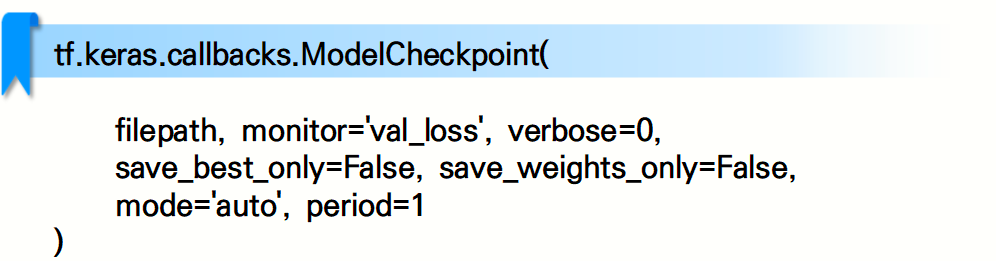 tf.keras.callbacks.ModelCheckpoint(
filepath, monitor='val_loss', verbose=0,
save_best_only=False, save_weights_only=False,
mode='auto', period=1
)